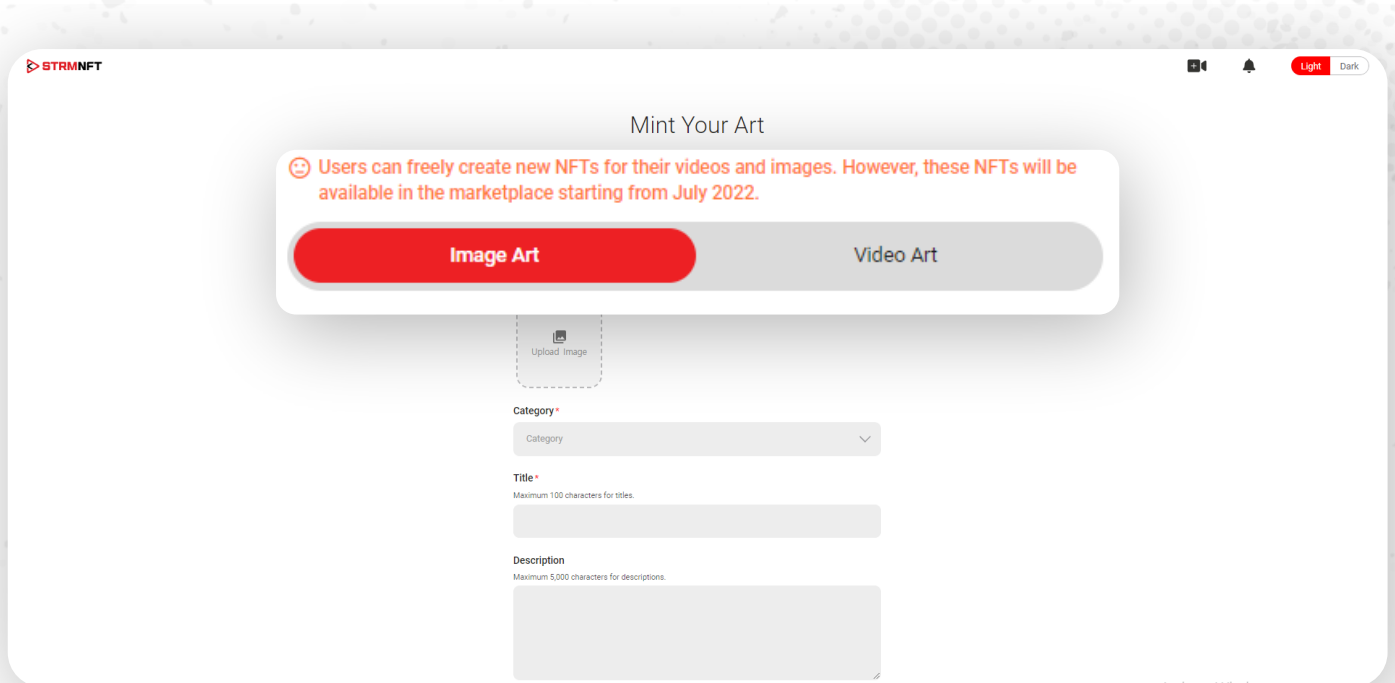 STRMNFT
Light Dark
Mint Your Art
Users can freely create new NFTs for their videos and images. However, these NFTs will be
available in the marketplace starting from July 2022.
Image Art Video Art
Upload Image
Category*
Category
Title*
Maximum 100 characters for titles.
Description
Maximum 5,000 characters for descriptions.